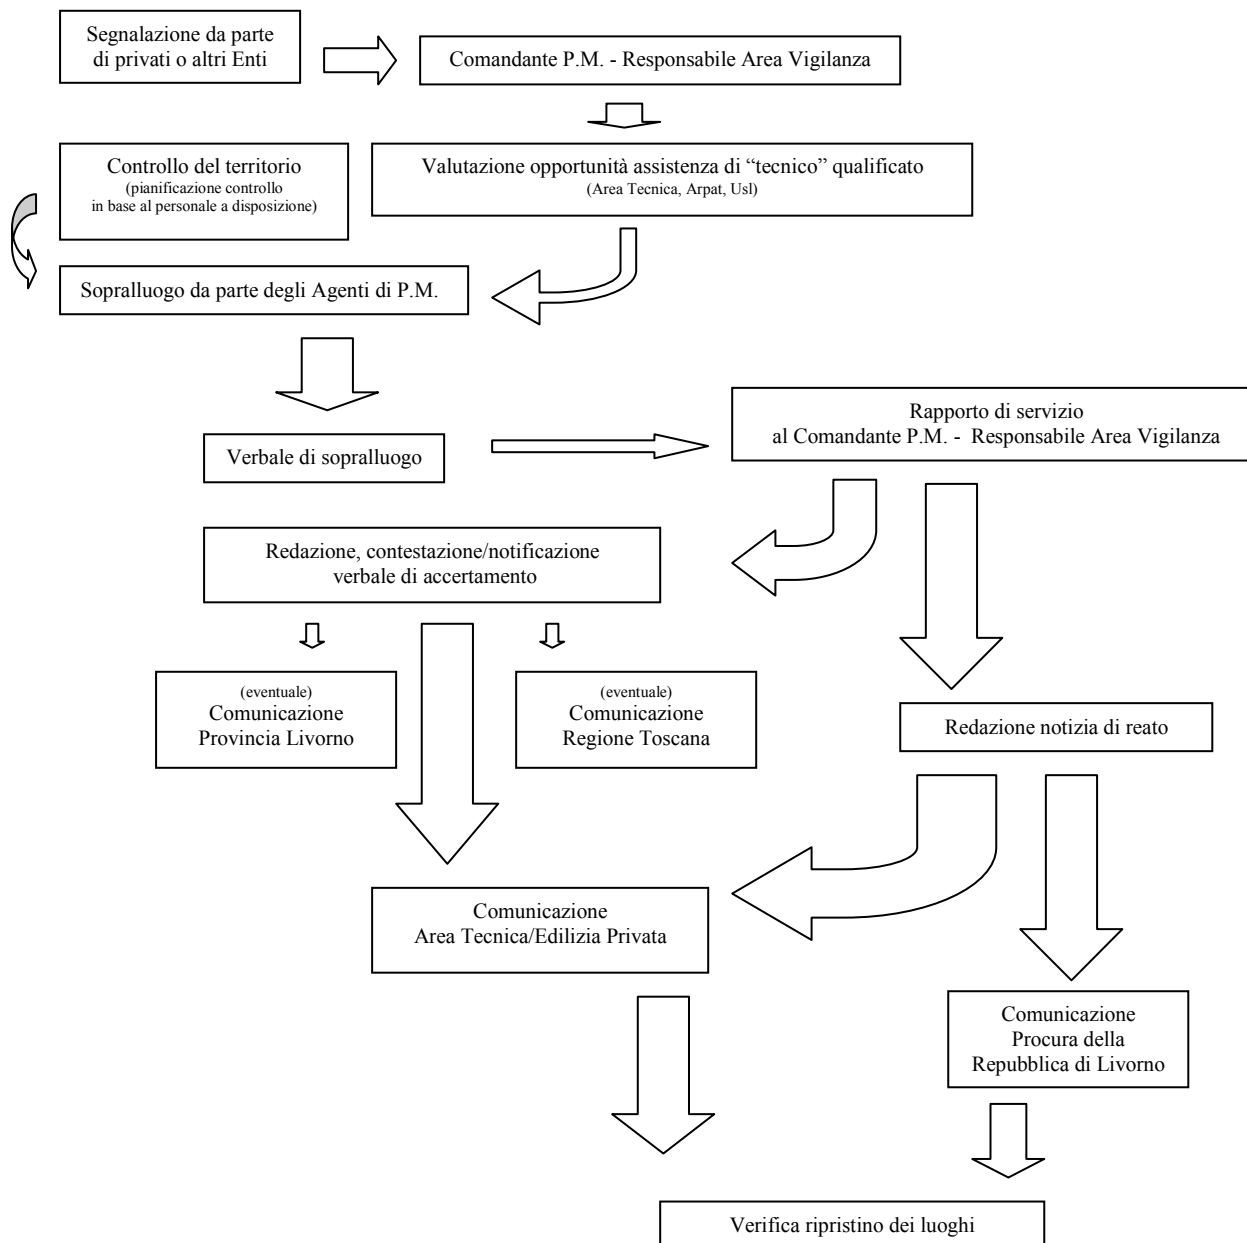 Segnalazione da parte
di privati o altri Enti
Comandante P.M. - Responsabile Area Vigilanza
Controllo del territorio
(pianificazione controllo
in base al personale a disposizione)
Valutazione opportunità assistenza di “tecnico” qualificato
(Area Tecnica, Arpat, Usl)
Sopralluogo da parte degli Agenti di P.M.
Verbale di sopralluogo
Rapporto di servizio
al Comandante P.M. - Responsabile Area Vigilanza
Redazione, contestazione/notificazione
verbale di accertamento
(eventuale)
Comunicazione
Provincia Livorno
(eventuale)
Comunicazione
Regione Toscana
Redazione notizia di reato
Comunicazione
Area Tecnica/Edilizia Privata
Comunicazione
Procura della
Repubblica di Livorno
Verifica ripristino dei luoghi